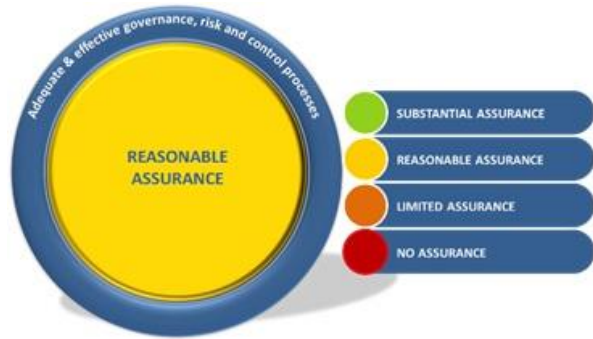 Adequate & effective governance, risk and control processes
REASONABLE
ASSURANCE
SUBSTANTIAL ASSURANCE
REASONABLE ASSURANCE
LIMITED ASSURANCE
NO ASSURANCE